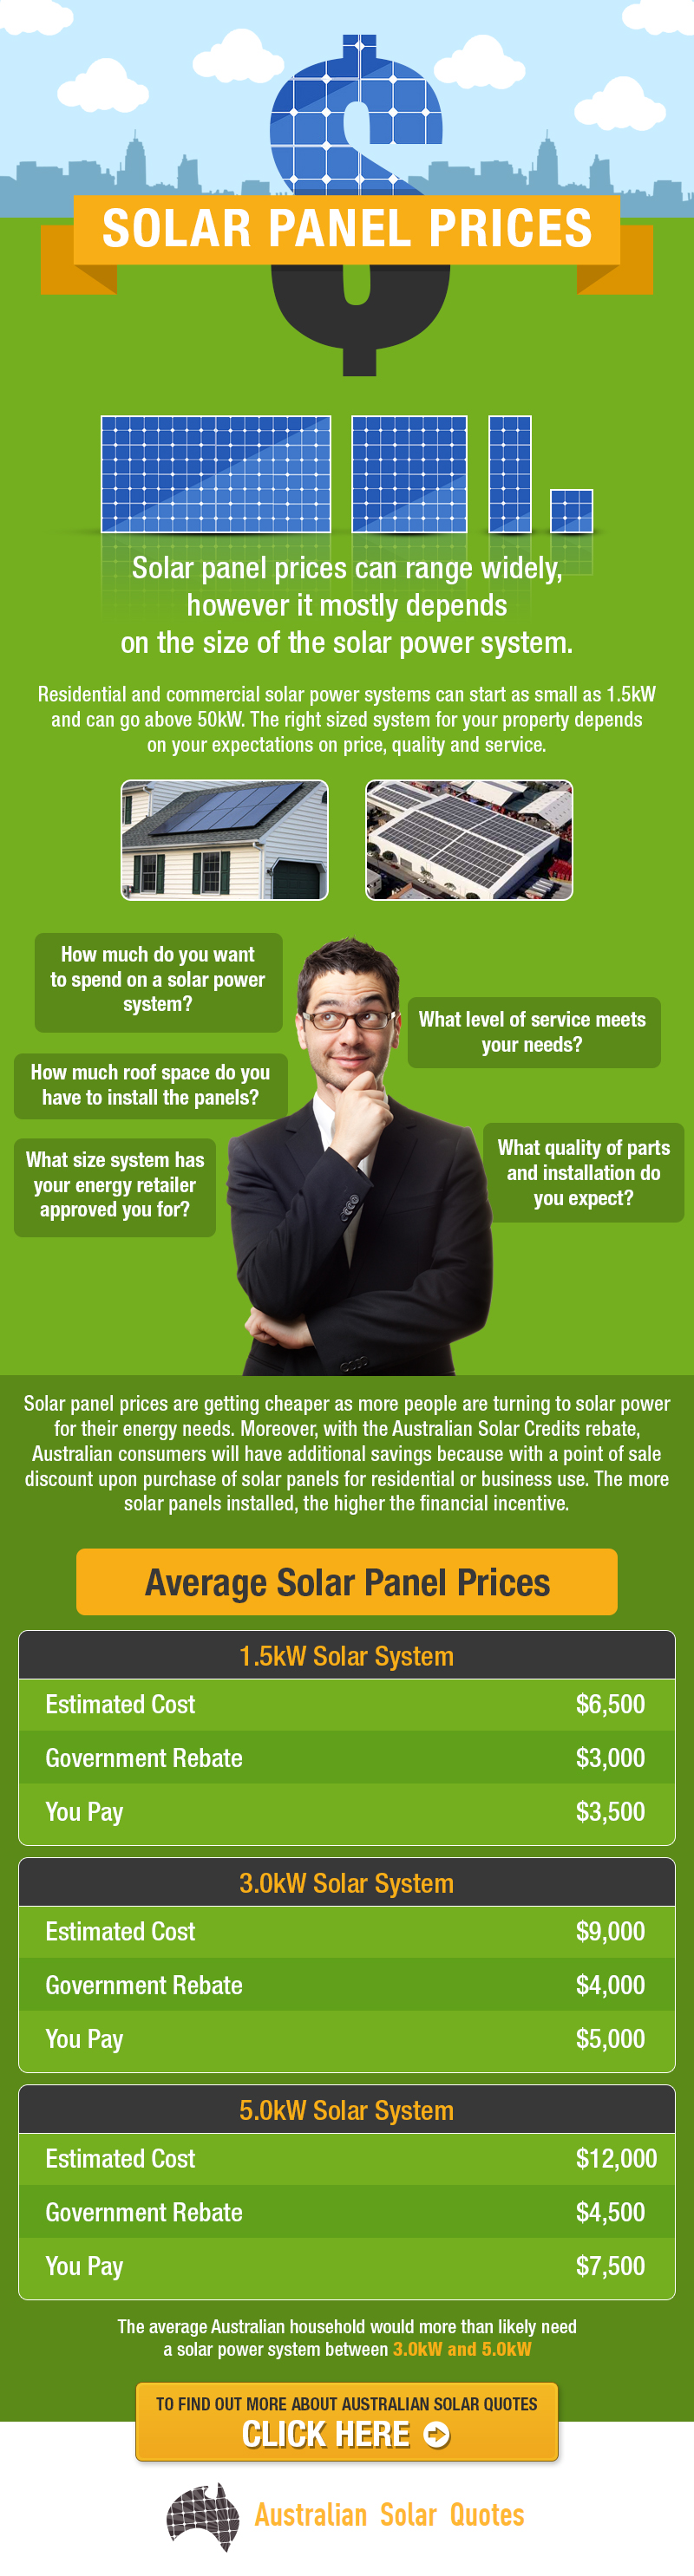 SOLAR PANEL PRICES
Solar panel prices can range widely,
however it mostly depends
on the size of the solar power system.
Residential and commercial solar power systems can start as small as 1.5kW
and can go above 50kW. The right sized system for your property depends
on your expectations on price, quality and service.
How much do you want
to spend on a solar power
system?
What level of service meets
your needs?
How much roof space do you
have to install the panels?
What quality of parts
and installation do
you expect?
What size system has
your energy retailer
approved you for?
Solar panel prices are getting cheaper as more people are turning to solar power
for their energy needs. Moreover, with the Australian Solar Credits rebate,
Australian consumers will have additional savings because with a point of sale
discount upon purchase of solar panels for residential or business use. The more
solar panels installed, the higher the financial incentive.
Average Solar Panel Prices
1.5kW Solar System
Estimated Cost $6,500
Government Rebate $3,000
You Pay $3,500
3.0kW Solar System
Estimated Cost $9,000
Government Rebate $4,000
You Pay $5,000
5.0kW Solar System
Estimated Cost $12,000
Government Rebate $4,500
You Pay $7,500
The average Australian household would more than likely need
a solar power system between 3.0kW and 5.0kW
TO FIND OUT MORE ABOUT AUSTRALIAN SOLAR QUOTES
CLICK HERE
Australian Solar Quotes